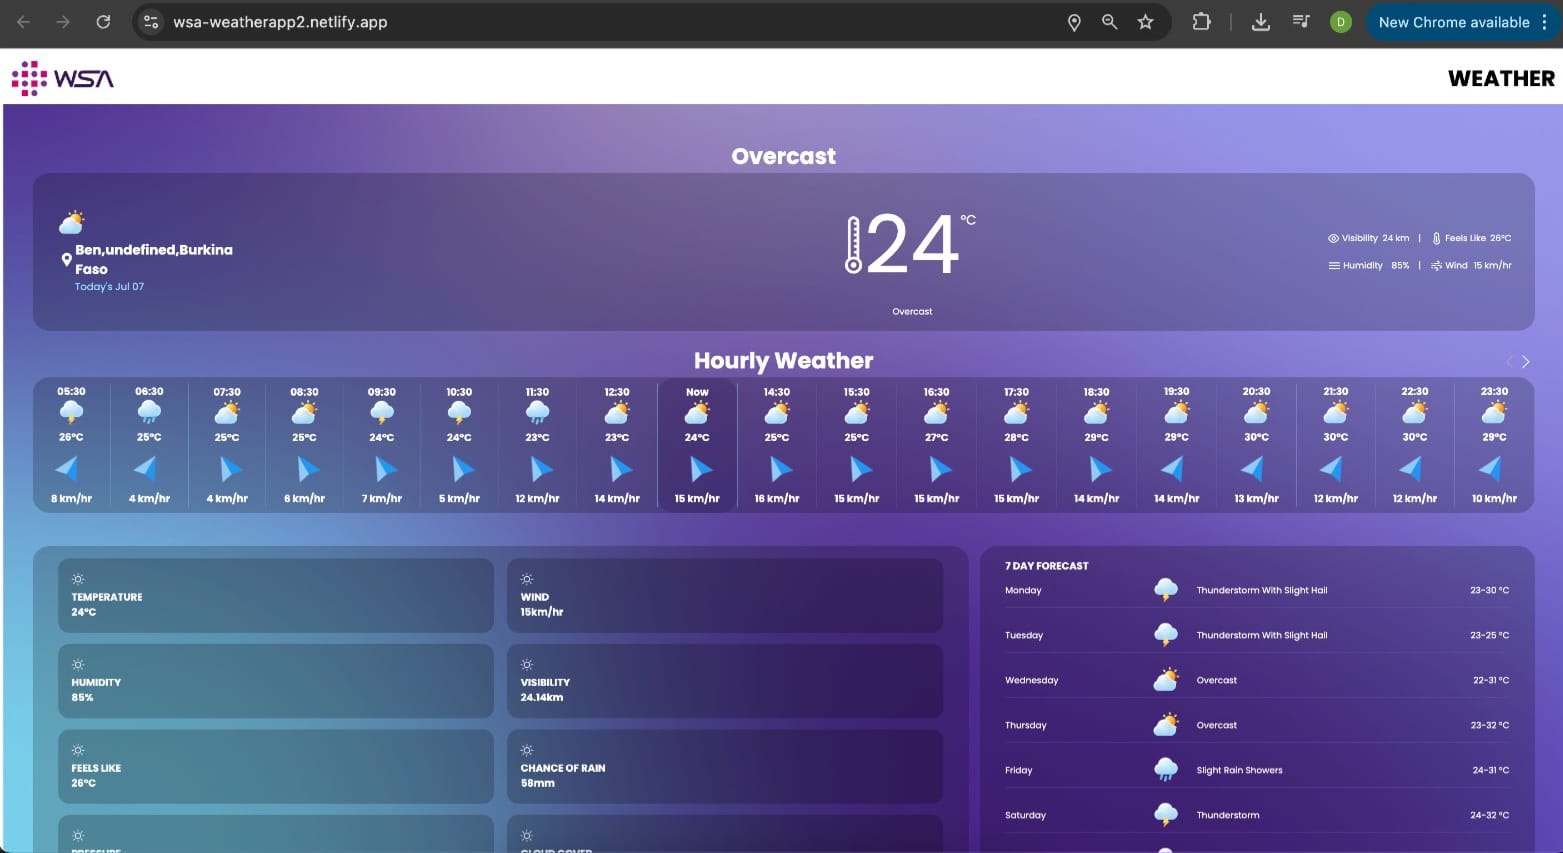 wsa-weatherapp2.netlify.app
D
New Chrome available
WSA
WEATHER
Overcast
Ben,undefined,Burkina
Faso
Today's Jul 07
24 °C
Overcast
Visibility 24 km | Feels Like 26°C
Humidity 85% | Wind 15 km/hr
Hourly Weather
05:30 06:30 07:30 08:30 09:30 10:30 11:30 12:30 Now 14:30 15:30 16:30 17:30 18:30 19:30 20:30 21:30 22:30 23:30
26°C 25°C 25°C 25°C 24°C 24°C 23°C 23°C 24°C 25°C 25°C 27°C 28°C 29°C 29°C 30°C 30°C 30°C 29°C
8 km/hr 4 km/hr 4 km/hr 6 km/hr 7 km/hr 5 km/hr 12 km/hr 14 km/hr 15 km/hr 16 km/hr 15 km/hr 15 km/hr 15 km/hr 14 km/hr 14 km/hr 13 km/hr 12 km/hr 12 km/hr 10 km/hr
TEMPERATURE
24°C
WIND
15km/hr
HUMIDITY
85%
VISIBILITY
24.14km
FEELS LIKE
26°C
CHANCE OF RAIN
58mm
PRESSURE
CLOUD COVER
7 DAY FORECAST
Monday Thunderstorm With Slight Hail 23-30 °C
Tuesday Thunderstorm With Slight Hail 23-25 °C
Wednesday Overcast 22-31 °C
Thursday Overcast 23-32 °C
Friday Slight Rain Showers 24-31 °C
Saturday Thunderstorm 24-32 °C